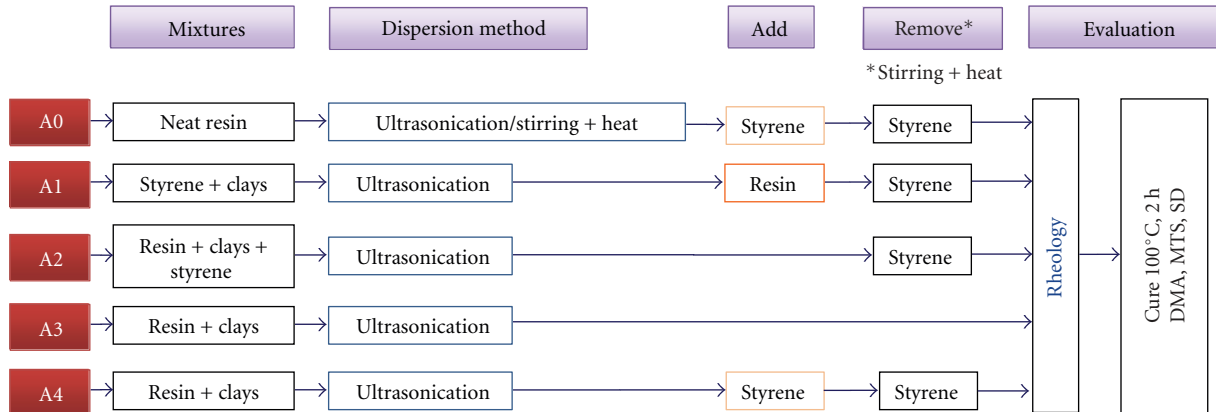 Mixtures
Dispersion method
Add
Remove*
Evaluation
*Stirring + heat
A0
Neat resin
Ultrasonication/stirring + heat
Styrene
Styrene
A1
Styrene + clays
Ultrasonication
Resin
Styrene
A2
Resin + clays +
styrene
Ultrasonication
Styrene
A3
Resin + clays
Ultrasonication
A4
Resin + clays
Ultrasonication
Styrene
Styrene
Rheology
Cure 100°C, 2 h
DMA, MTS, SD